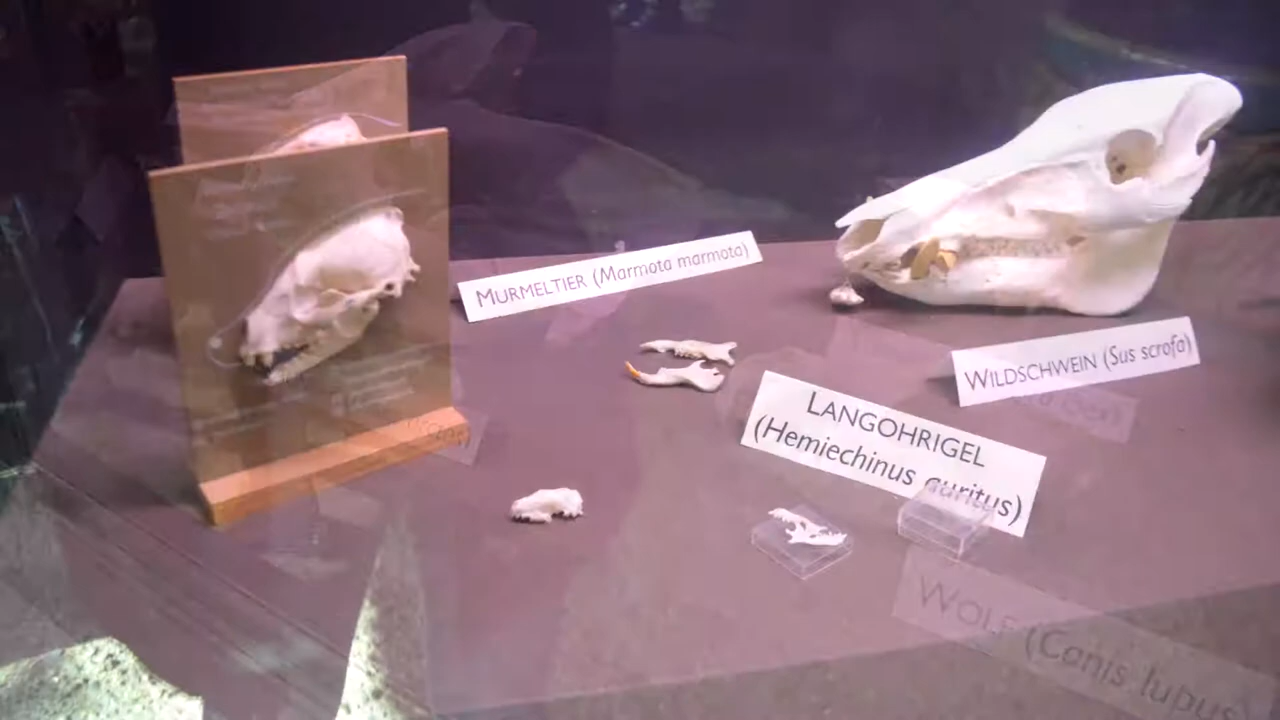 MURMELTIER (Marmota marmota)
WILDSCHWEIN (Sus scrofa)
LANGOHRIGEL
(Hemiechinus auritus)
WOLF (Canis lupus)